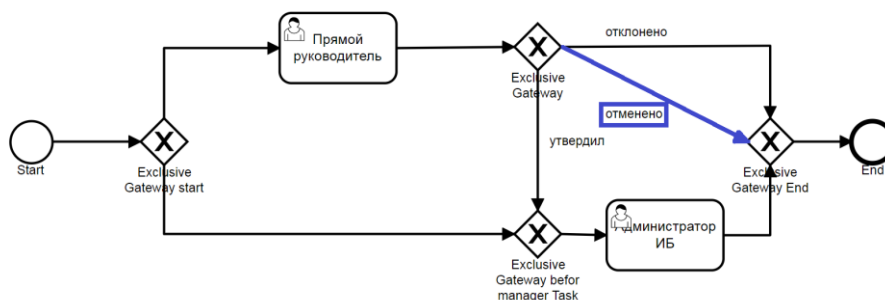 Прямой
руководитель
отклонено
Exclusive
Gateway
отменено
Start
Exclusive
Gateway start
утвердил
Exclusive
Gateway End
End
Администратор
ИБ
Exclusive
Gateway befor
manager Task